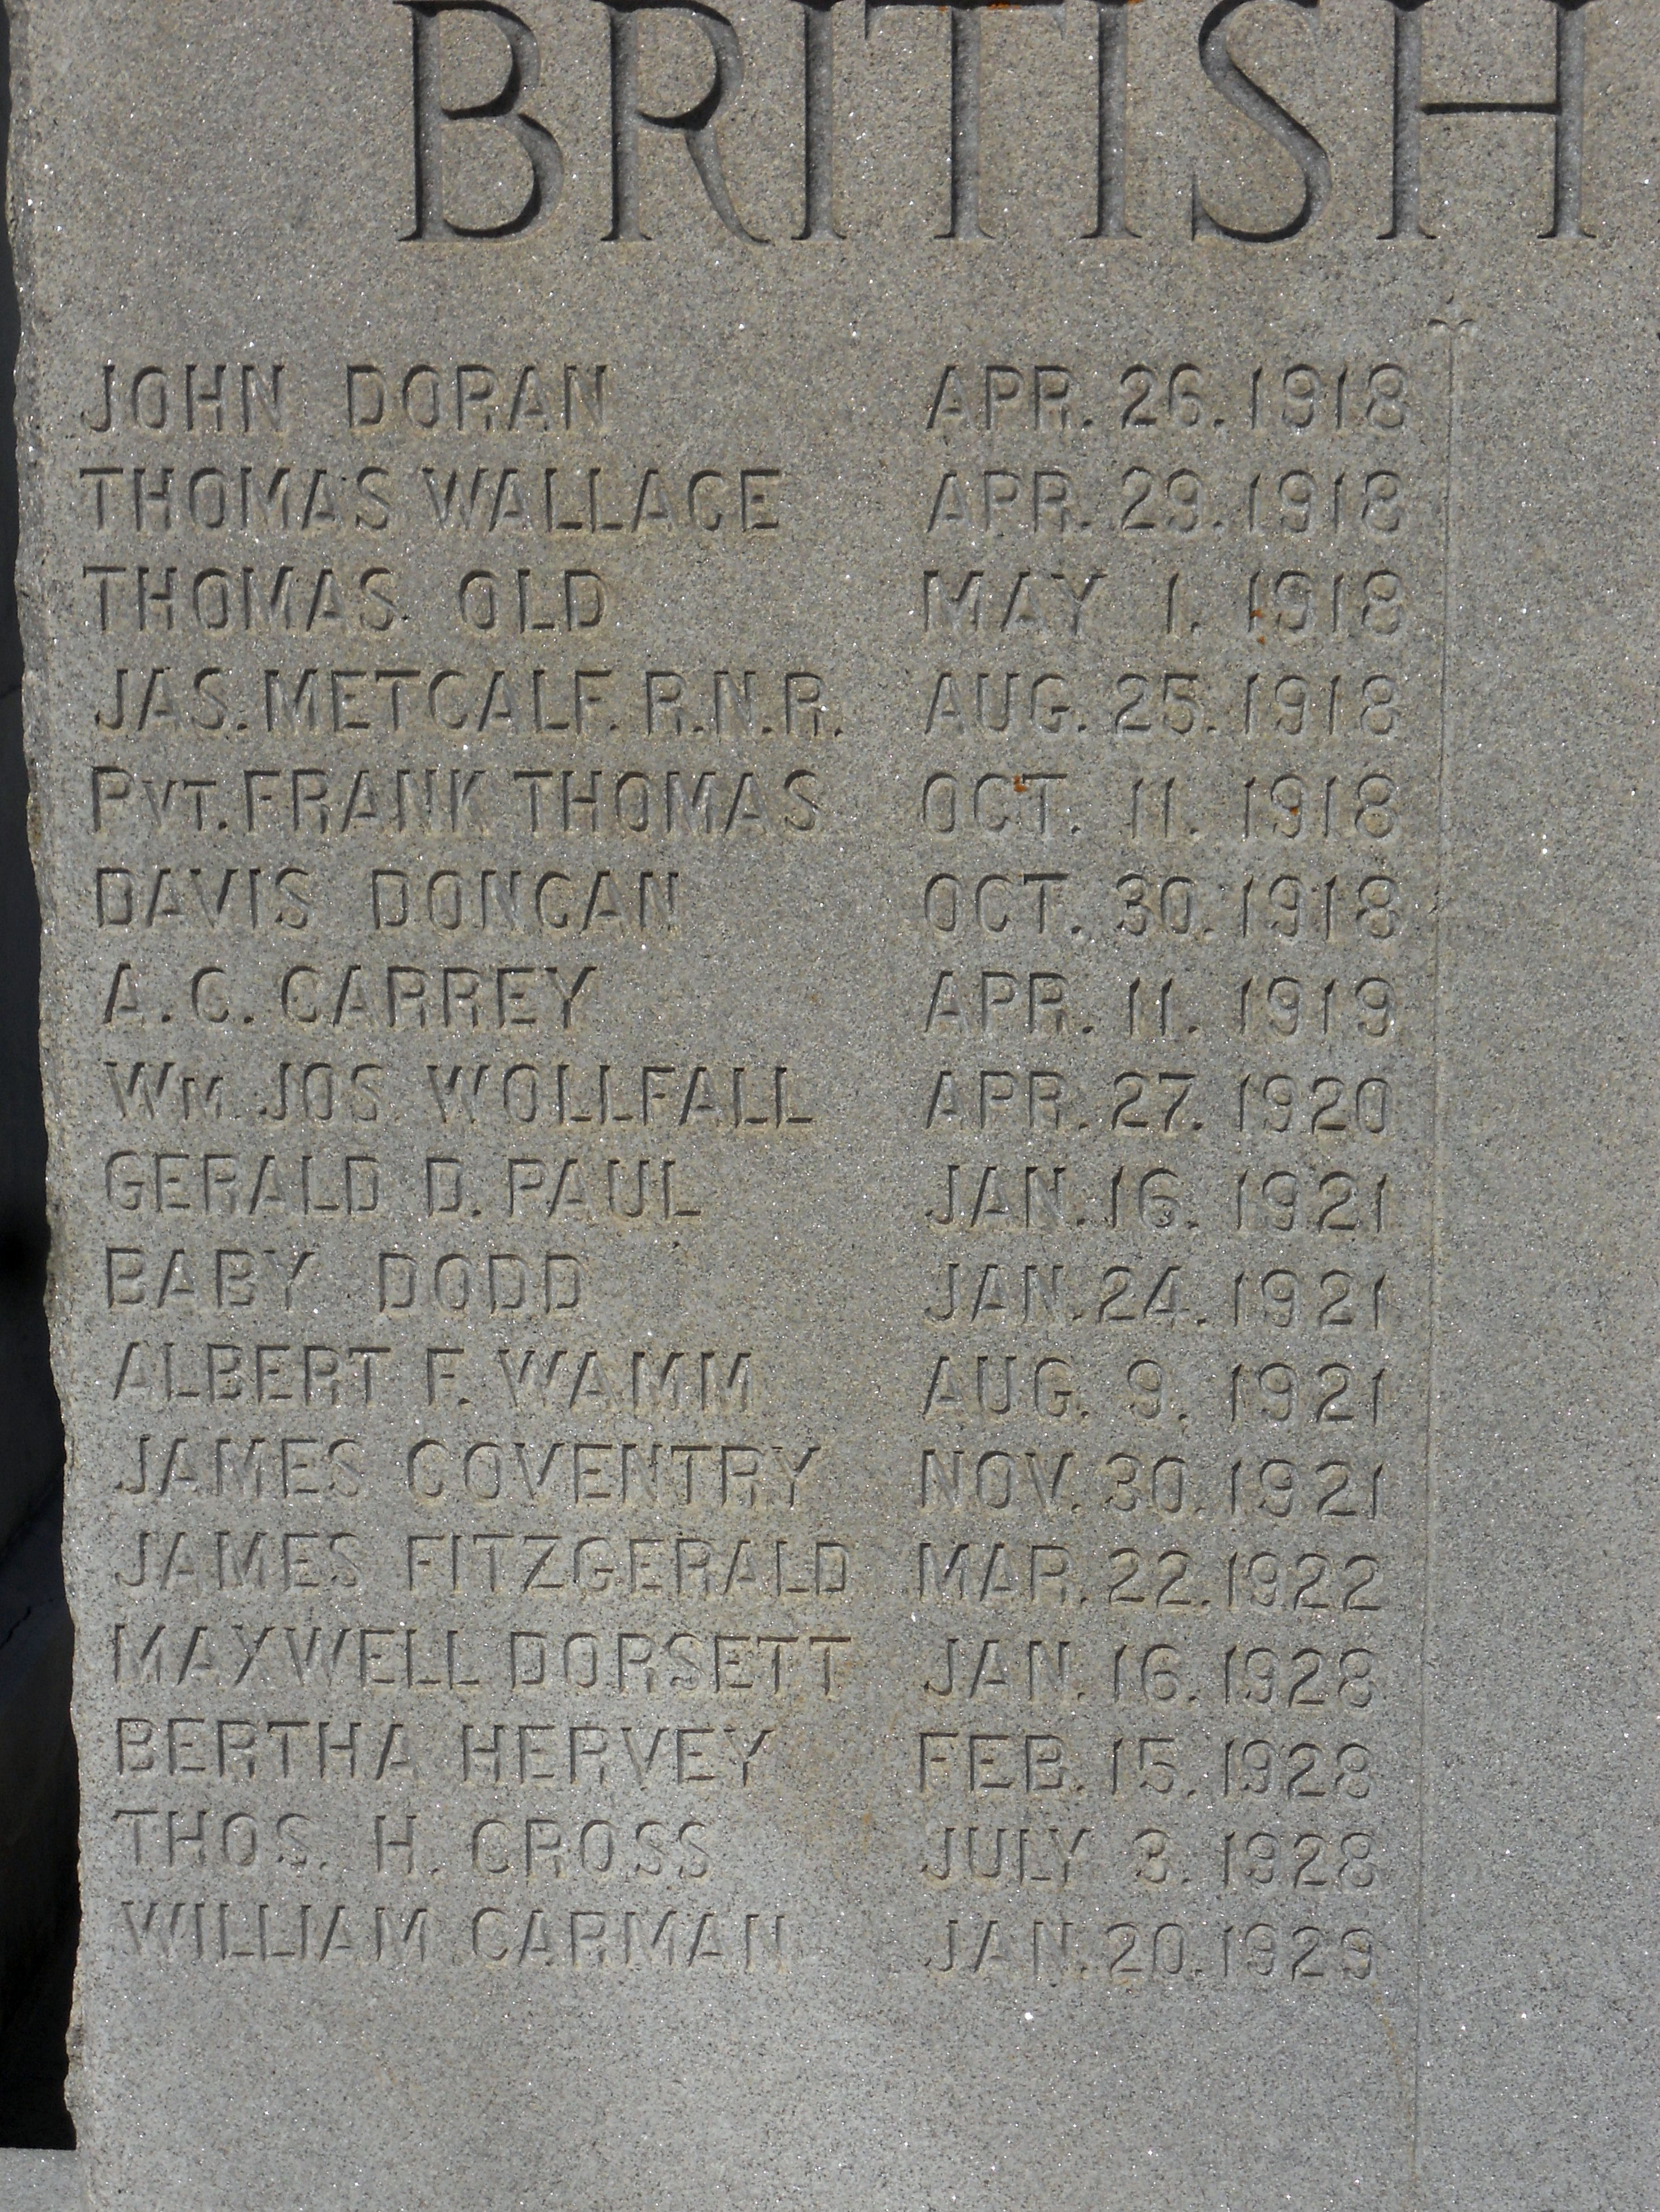 BRITISH
JOHN DORAN APR. 26. 1918
THOMAS WALLACE APR. 29. 1918
THOMAS. OLD MAY 1. 1918
JAS. METCALF. R.N.R. AUG. 25. 1918
PVT. FRANK THOMAS OCT. 11. 1918
DAVIS DONCAN OCT. 30. 1918
A. C. CARREY APR. 11. 1919
WM. JOS. WOLLFALL APR. 27. 1920
GERALD D. PAUL JAN. 16. 1921
BABY DODD JAN. 24. 1921
ALBERT F. WAMM AUG. 9. 1921
JAMES COVENTRY NOV. 30. 1921
JAMES FITZGERALD MAR. 22. 1922
MAXWELL DORSETT JAN. 16. 1928
BERTHA HERVEY FEB. 15. 1928
THOS. H. CROSS JULY 3. 1928
WILLIAM CARMAN JAN. 20. 1929